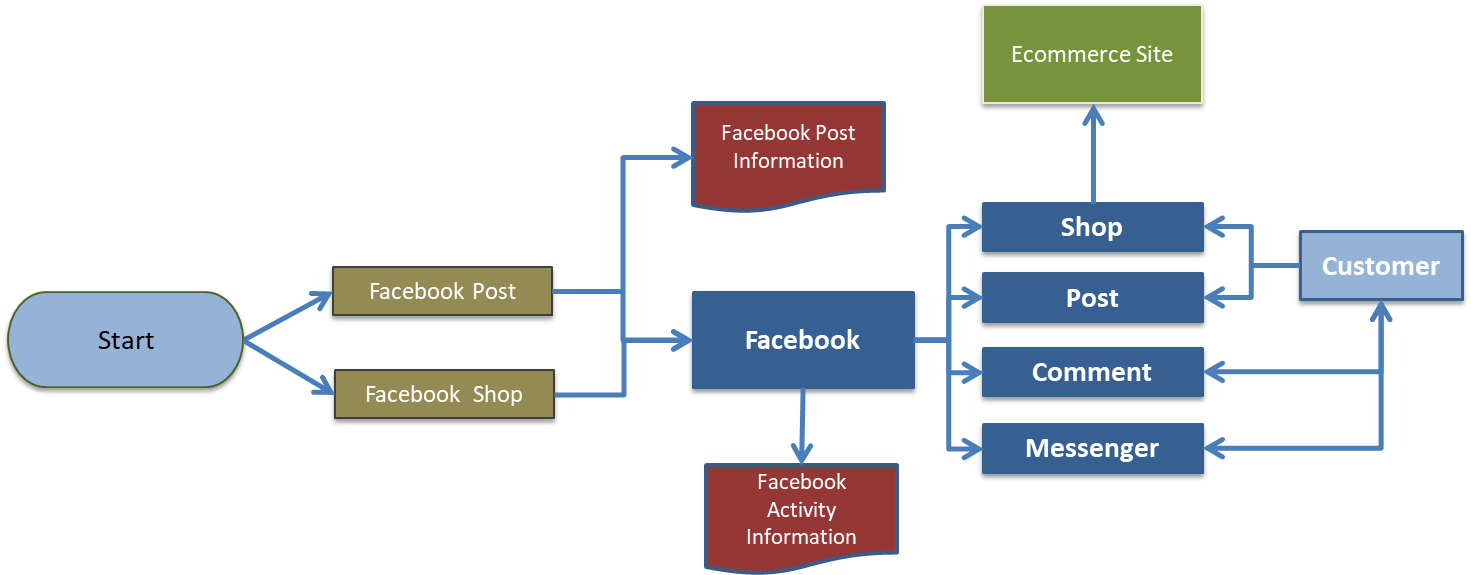 Ecommerce Site
Facebook Post
Information
Shop
Customer
Facebook Post
Post
Start
Facebook
Comment
Facebook  Shop
Messenger
Facebook
Activity
Information